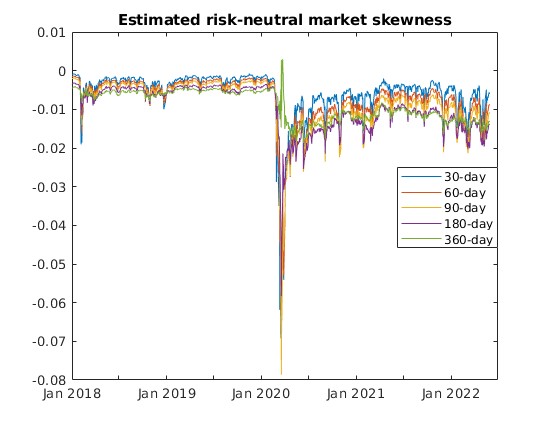 Estimated risk-neutral market skewness
0.01
0
-0.01
-0.02
-0.03
-0.04
-0.05
-0.06
-0.07
-0.08
30-day
60-day
90-day
180-day
360-day
Jan 2018 Jan 2019 Jan 2020 Jan 2021 Jan 2022